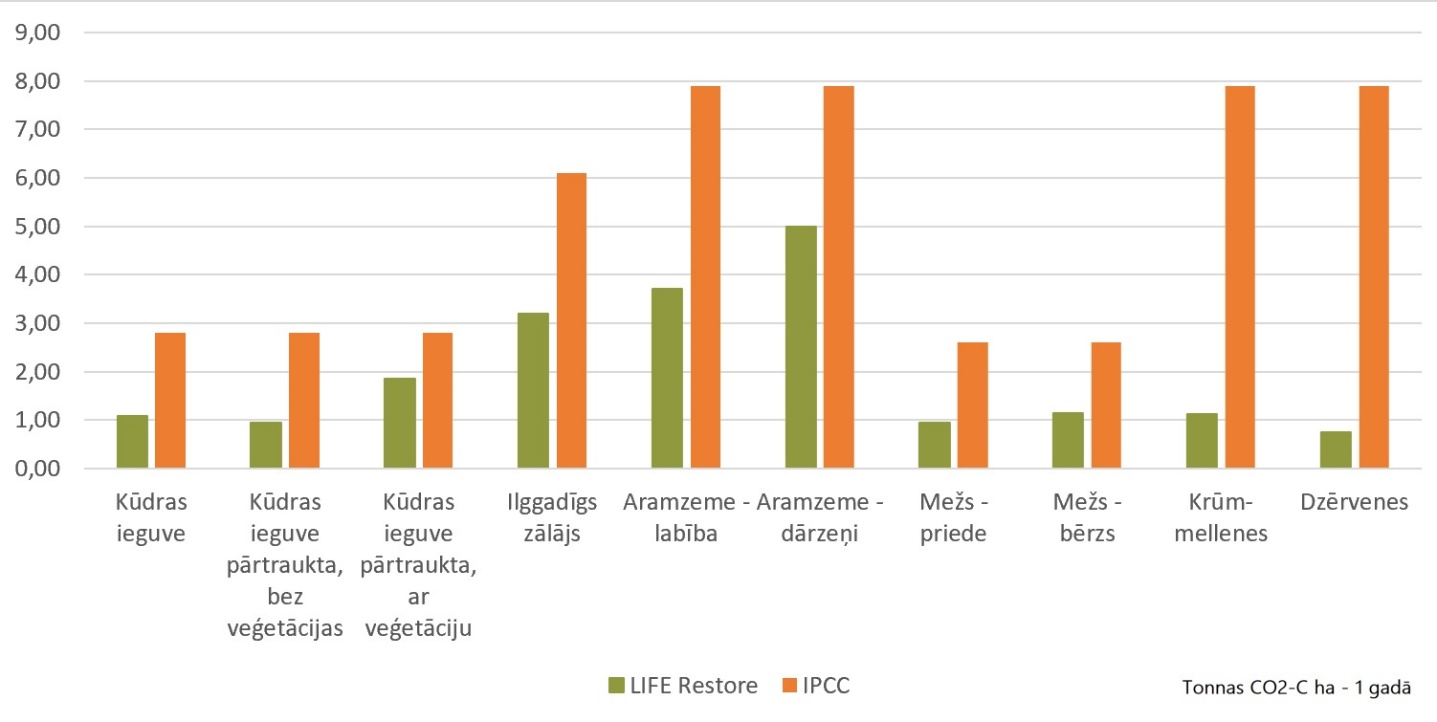 9,00
8,00
7,00
6,00
5,00
4,00
3,00
2,00
1,00
0,00
Kūdras
ieguve
Kūdras
ieguve
pārtraukta,
bez
veģetācijas
Kūdras
ieguve
pārtraukta,
ar
veģetāciju
Ilggadīgs
zālājs
Aramzeme -
labība
Aramzeme -
dārzeņi
Mežs -
priede
Mežs -
bērzs
Krūm-
mellenes
Dzērvenes
LIFE Restore
IPCC
Tonnas CO2-C ha - 1 gadā